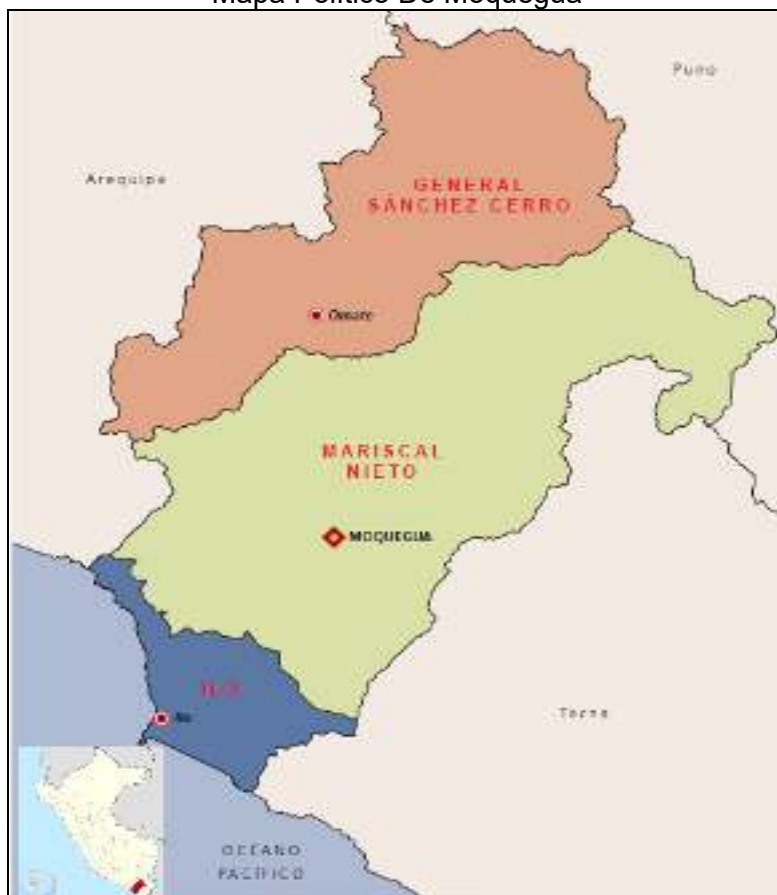 Mapa Político De Moquegua
Puno
Arequipa
GENERAL
SÁNCHEZ CERRO
Omate
MARISCAL
NIETO
MOQUEGUA
ILO
Ilo
Tacna
OCÉANO
PACÍFICO